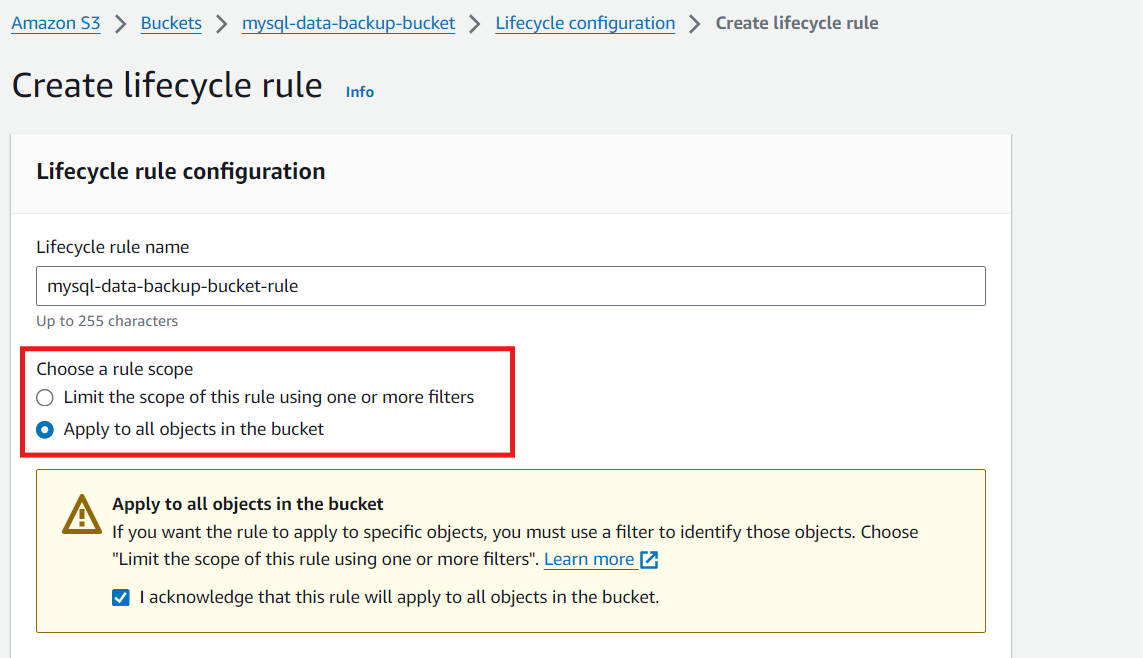 Amazon S3 > Buckets > mysql-data-backup-bucket > Lifecycle configuration > Create lifecycle rule
Create lifecycle rule Info
Lifecycle rule configuration
Lifecycle rule name
mysql-data-backup-bucket-rule
Up to 255 characters
Choose a rule scope
Limit the scope of this rule using one or more filters
Apply to all objects in the bucket
Apply to all objects in the bucket
If you want the rule to apply to specific objects, you must use a filter to identify those objects. Choose
"Limit the scope of this rule using one or more filters". Learn more
I acknowledge that this rule will apply to all objects in the bucket.